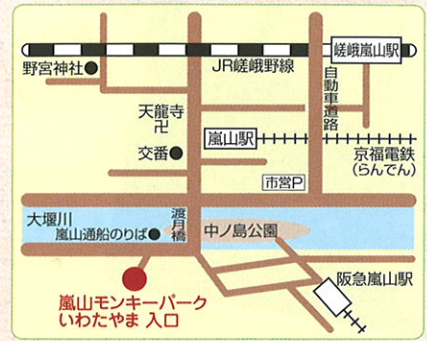 嵯峨嵐山駅
野宮神社
JR嵯峨野線
自動車道路
天龍寺
卍
嵐山駅
交番
京福電鉄
(らんでん)
市営P
大堰川
渡月橋
中ノ島公園
嵐山通船のりば
阪急嵐山駅
嵐山モンキーパーク
いわたやま 入口